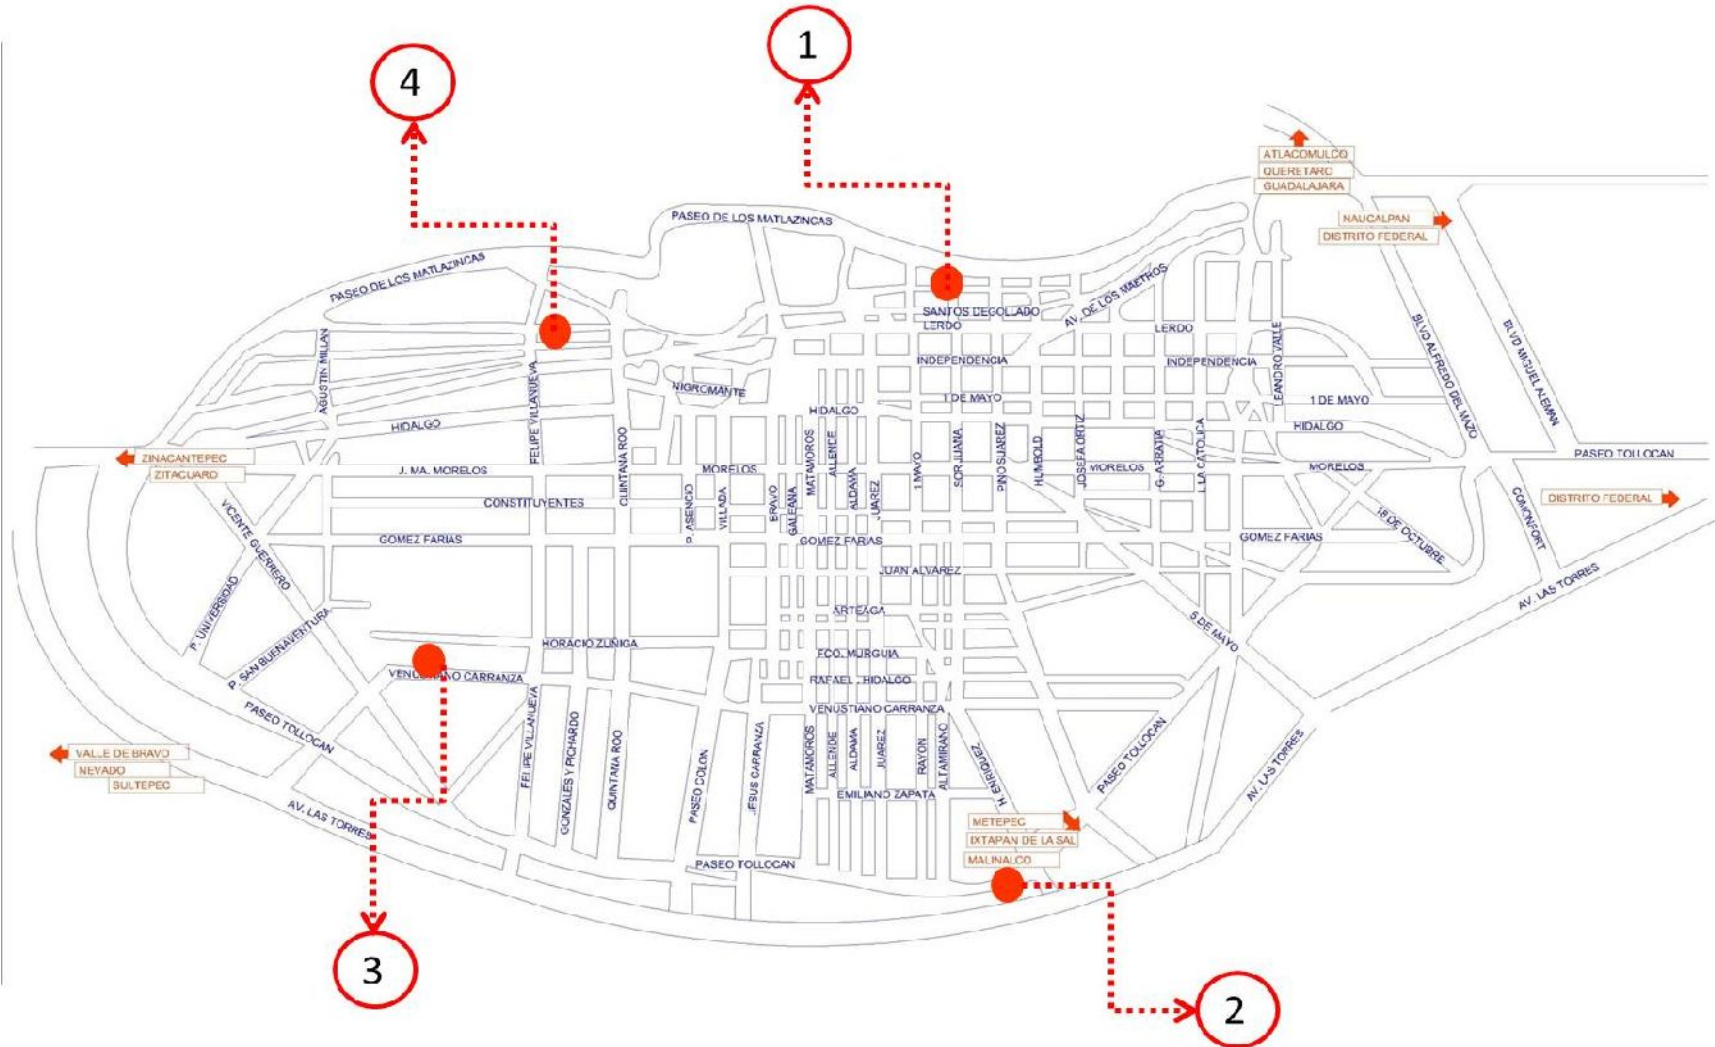 1
4
ATLACOMULCO
QUERETARO
GUADALAJARA
NAUCALPAN
DISTRITO FEDERAL
PASEO DE LOS MATLAZINCAS
PASEO DE LOS MATLAZINCAS
SANTOS DEGOLLADO
AV. DE LOS MAETROS
LERDO
LERDO
INDEPENDENCIA
INDEPENDENCIA
LEANDRO VALLE
BLVD ALFREDO DEL MAZO
BLVD MIGUEL ALEMAN
AGUSTIN MILLAN
FELIPE VILLANUEVA
NIGROMANTE
1 DE MAYO
1 DE MAYO
HIDALGO
HIDALGO
HIDALGO
ZINACANTEPEC
ZITACUARO
J. MA. MORELOS
MORELOS
MORELOS
MORELOS
PASEO TOLLOCAN
QUINTANA ROO
MATAMOROS
ALLENDE
ALDAMA
JUAREZ
1 MAYO
SOR JUANA
PINO SUAREZ
HUMBOLD
JOSEFA ORTIZ
G. ARRATIA
I. LA CATOLICA
CONSTITUYENTES
P. ASENCIO
VILLADA
BRAVO
GALEANA
DISTRITO FEDERAL
COMONFORT
18 DE OCTUBRE
VICENTE GUERRERO
GOMEZ FARIAS
GOMEZ FARIAS
GOMEZ FARIAS
JUAN ALVAREZ
AV. LAS TORRES
P. UNIVERSIDAD
P. SAN BUENAVENTURA
ARTEAGA
5 DE MAYO
HORACIO ZUÑIGA
FCO. MURGUIA
VENUSTIANO CARRANZA
RAFAEL . HIDALGO
VENUSTIANO CARRANZA
PASEO TOLLOCAN
FELIPE VILLANUEVA
GONZALES Y PICHARDO
QUINTANA ROO
PASEO COLON
JESUS CARRANZA
MATAMOROS
ALLENDE
ALDAMA
JUAREZ
RAYON
ALTAMIRANO
H. ENRIQUEZ
PASEO TOLLOCAN
AV. LAS TORRES
VALLE DE BRAVO
NEVADO
SULTEPEC
EMILIANO ZAPATA
AV. LAS TORRES
METEPEC
IXTAPAN DE LA SAL
MALINALCO
PASEO TOLLOCAN
3
2